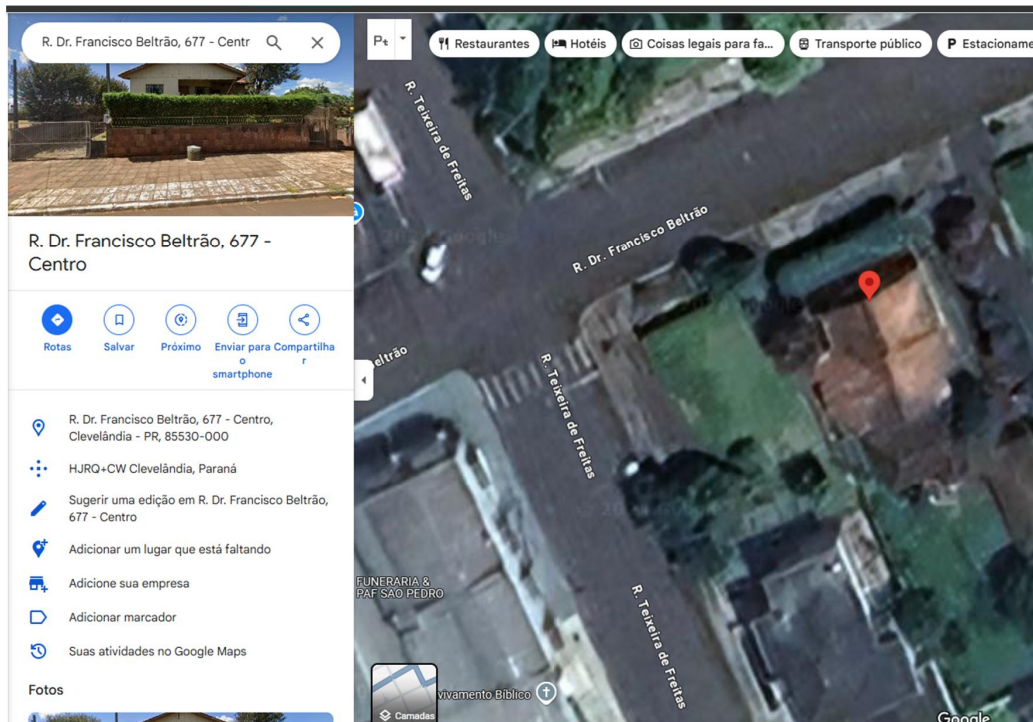 R. Dr. Francisco Beltrão, 677 - Centr
R. Dr. Francisco Beltrão, 677 -
Centro
Rotas
Salvar
Próximo
Enviar para
o
smartphone
Compartilha
r
R. Dr. Francisco Beltrão, 677 - Centro,
Clevelândia - PR, 85530-000
HJRQ+CW Clevelândia, Paraná
Sugerir uma edição em R. Dr. Francisco Beltrão,
677 - Centro
Adicionar um lugar que está faltando
Adicione sua empresa
Adicionar marcador
Suas atividades no Google Maps
Fotos
Pt
Restaurantes
Hotéis
Coisas legais para fa...
Transporte público
P Estacioname
R. Teixeira de Freitas
R. Dr. Francisco Beltrão
eltrão
R. Teixeira de Freitas
FUNERARIA &
PAF SAO PEDRO
R. Teixeira de Freitas
vivamento Bíblico
Camadas
Google